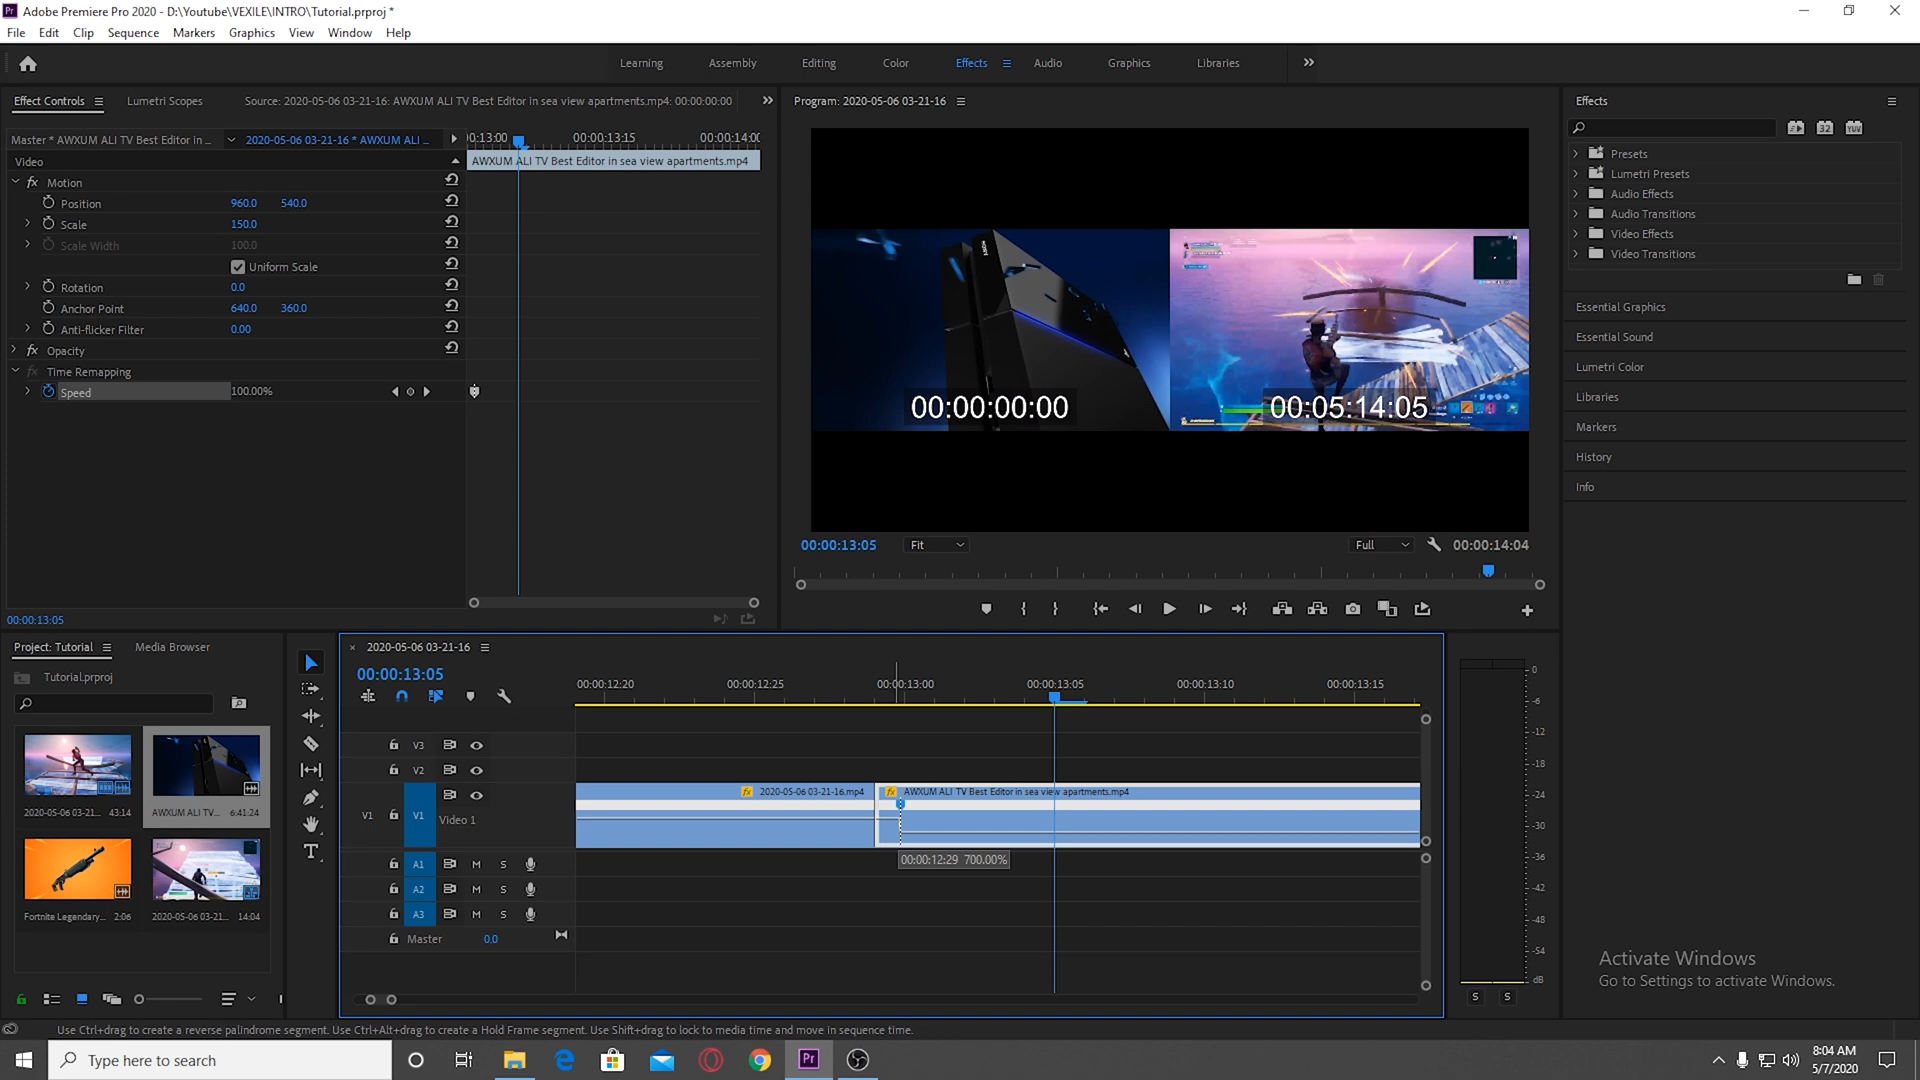 Adobe Premiere Pro 2020 - D:\Youtube\VEXILE\INTRO\Tutorial.prproj *
File Edit Clip Sequence Markers Graphics View Window Help
Learning Assembly Editing Color Effects Audio Graphics Libraries
Effect Controls Lumetri Scopes Source: 2020-05-06 03-21-16: AWXUM ALI TV Best Editor in sea view apartments.mp4: 00:00:00:00
Master * AWXUM ALI TV Best Editor in ... 2020-05-06 03-21-16 * AWXUM ALI ...
):13:00 00:00:13:15 00:00:14:00
Video
AWXUM ALI TV Best Editor in sea view apartments.mp4
fx Motion
Position 960.0 540.0
Scale 150.0
Scale Width 100.0
Uniform Scale
Rotation 0.0
Anchor Point 640.0 360.0
Anti-flicker Filter 0.00
fx Opacity
fx Time Remapping
Speed 100.00%
00:00:13:05
Program: 2020-05-06 03-21-16
00:00:00:00
00:05:14:05
00:00:13:05 Fit Full 00:00:14:04
Effects
32 YUV
Presets
Lumetri Presets
Audio Effects
Audio Transitions
Video Effects
Video Transitions
Essential Graphics
Essential Sound
Lumetri Color
Libraries
Markers
History
Info
Project: Tutorial Media Browser
Tutorial.prproj
2020-05-06 03-21... 43:14
AWXUM ALI TV... 6:41:24
Fortnite Legendary... 2:06
2020-05-06 03-21... 14:04
× 2020-05-06 03-21-16
00:00:13:05
00:00:12:20 00:00:12:25 00:00:13:00 00:00:13:05 00:00:13:10 00:00:13:15
V3
V2
V1 V1 Video 1
fx 2020-05-06 03-21-16.mp4
fx AWXUM ALI TV Best Editor in sea view apartments.mp4
00:00:12:29 700.00%
A1 M S
A2 M S
A3 M S
Master 0.0
0
-6
-12
-18
-24
-30
-36
-42
-48
-54
dB
S S
Activate Windows
Go to Settings to activate Windows.
Use Ctrl+drag to create a reverse palindrome segment. Use Ctrl+Alt+drag to create a Hold Frame segment. Use Shift+drag to lock to media time and move in sequence time.
Type here to search
Pr
8:04 AM
5/7/2020